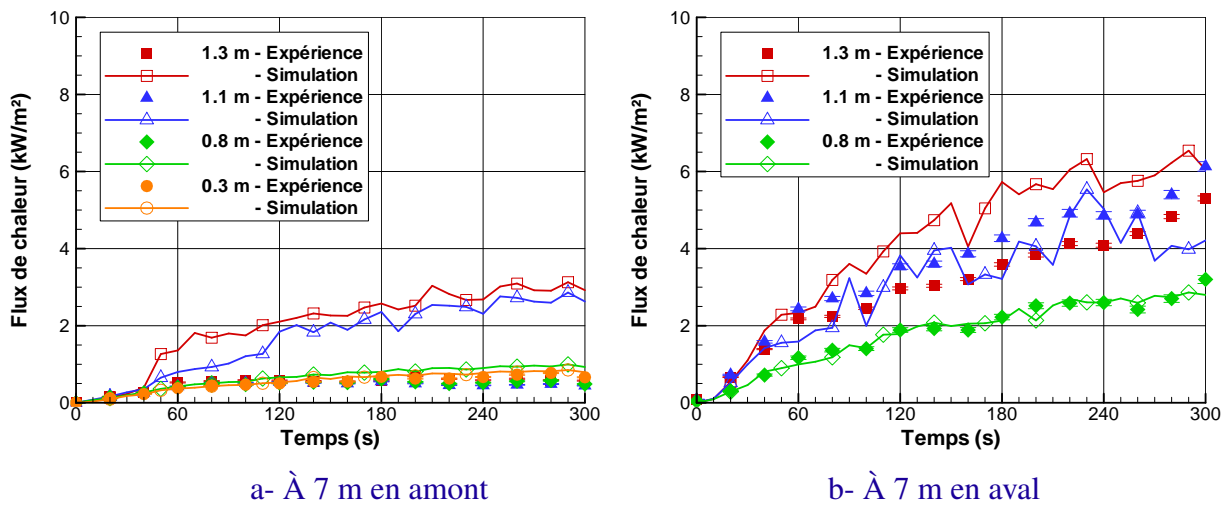 10
8
6
4
2
0
0
60
120
180
240
300
Flux de chaleur (kW/m²)
Temps (s)
1.3 m - Expérience
- Simulation
1.1 m - Expérience
- Simulation
0.8 m - Expérience
- Simulation
0.3 m - Expérience
- Simulation
a- À 7 m en amont
10
8
6
4
2
0
0
60
120
180
240
300
Flux de chaleur (kW/m²)
Temps (s)
1.3 m - Expérience
- Simulation
1.1 m - Expérience
- Simulation
0.8 m - Expérience
- Simulation
b- À 7 m en aval